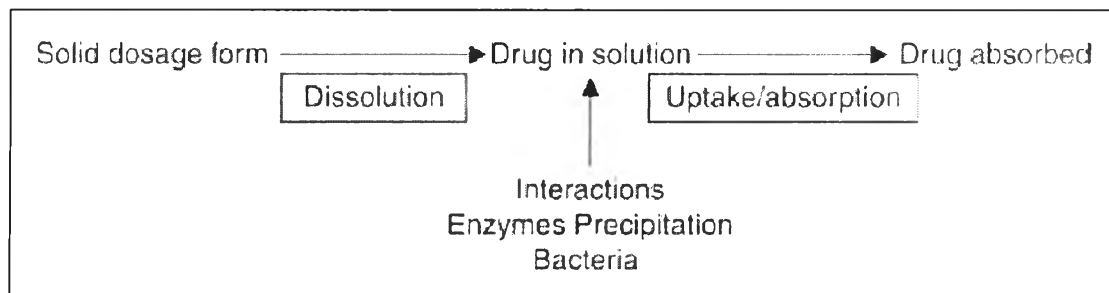 Solid dosage form Drug in solution Drug absorbed
Dissolution Uptake/absorption
Interactions
Enzymes Precipitation
Bacteria